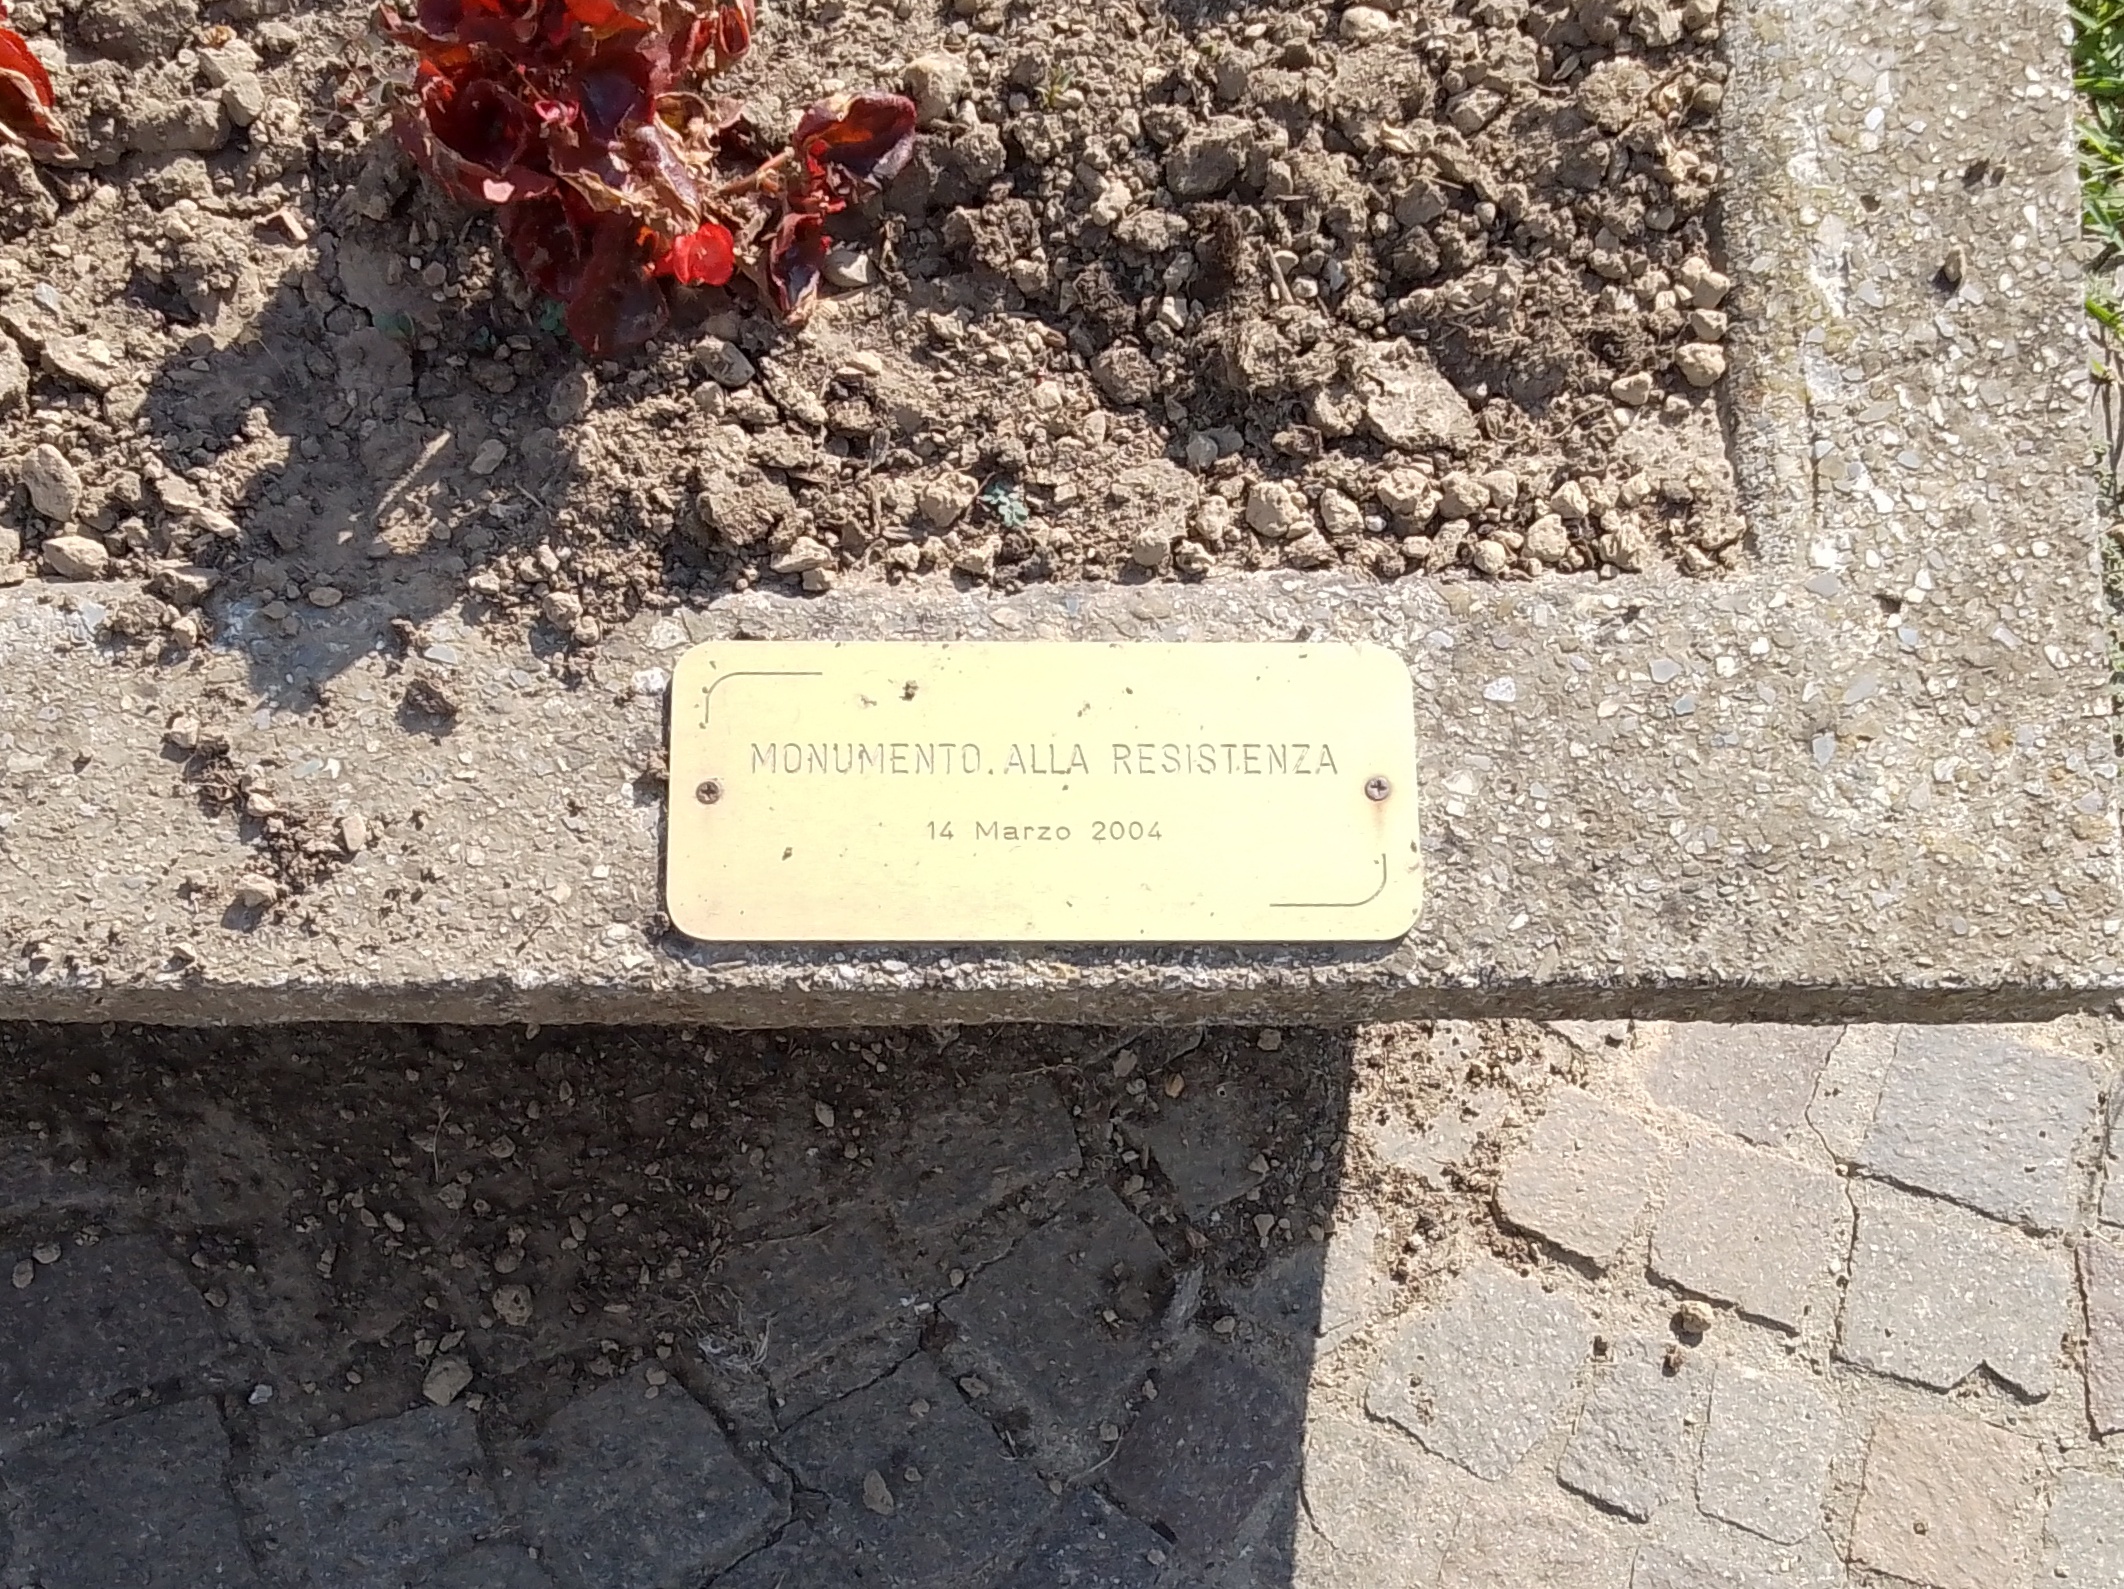 MONUMENTO ALLA RESISTENZA
14 Marzo 2004